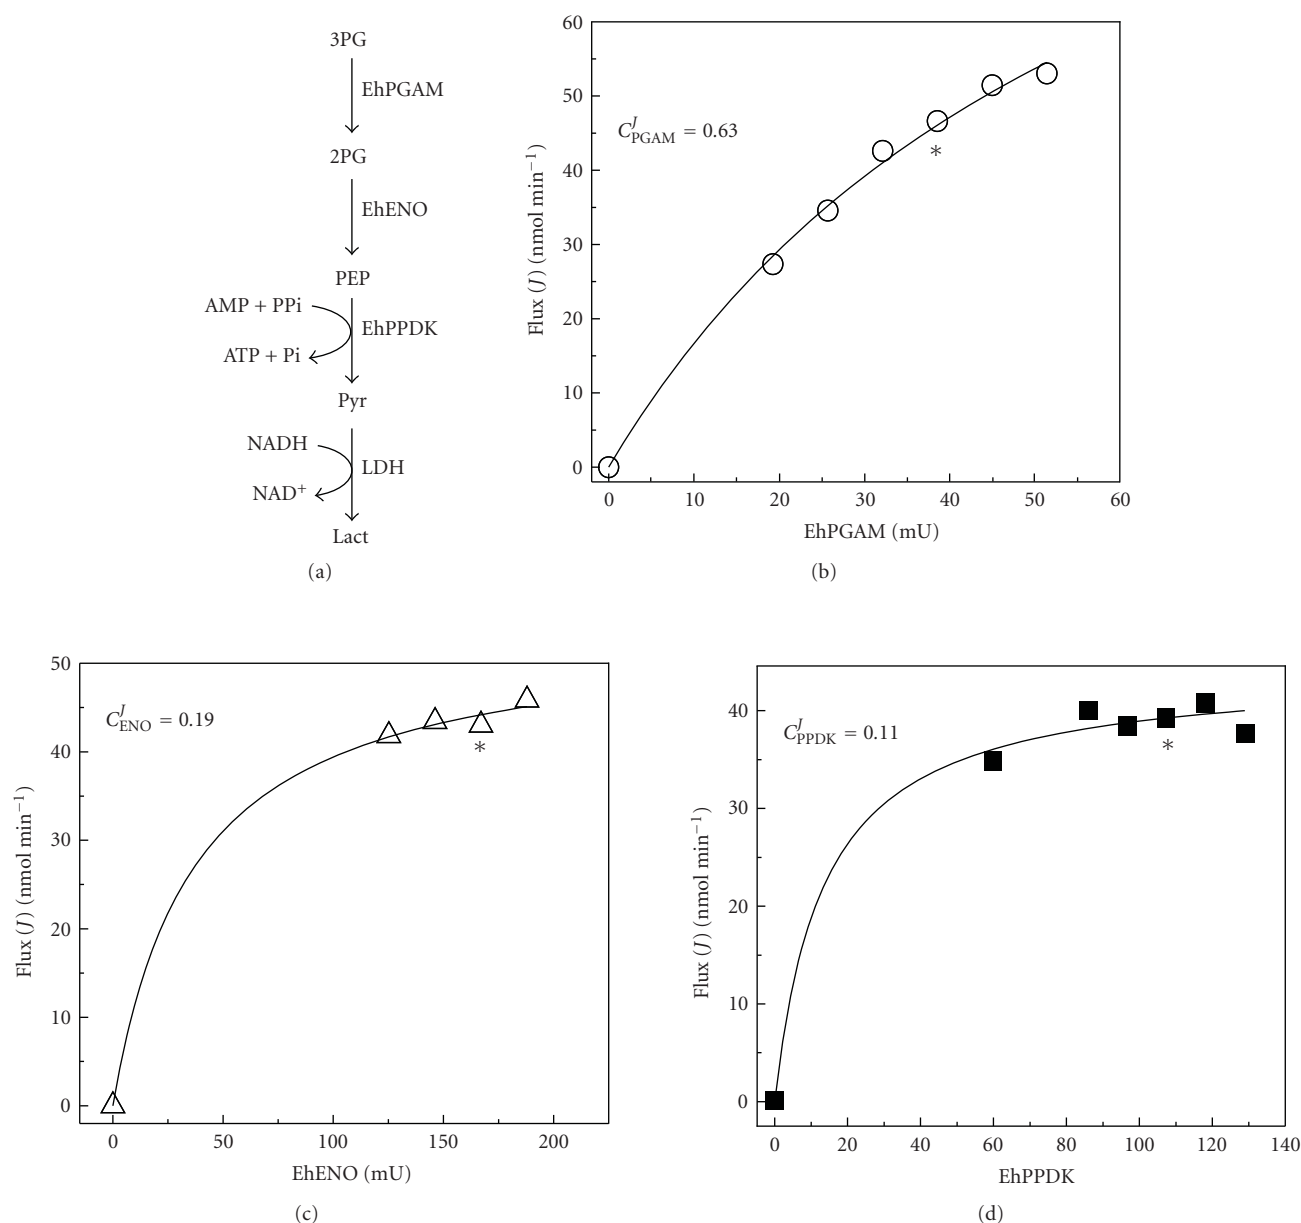 3PG
EhPGAM
2PG
EhENO
PEP
AMP + PPi
EhPPDK
ATP + Pi
Pyr
NADH
LDH
NAD⁺
Lact
(a)
60
50
40
30
20
10
0
Flux (J) (nmol min⁻¹)
C^J_PGAM = 0.63
*
0 10 20 30 40 50 60
EhPGAM (mU)
(b)
50
40
30
20
10
0
Flux (J) (nmol min⁻¹)
C^J_ENO = 0.19
*
0 50 100 150 200
EhENO (mU)
(c)
40
30
20
10
0
Flux (J) (nmol min⁻¹)
C^J_PPDK = 0.11
*
0 20 40 60 80 100 120 140
EhPPDK
(d)